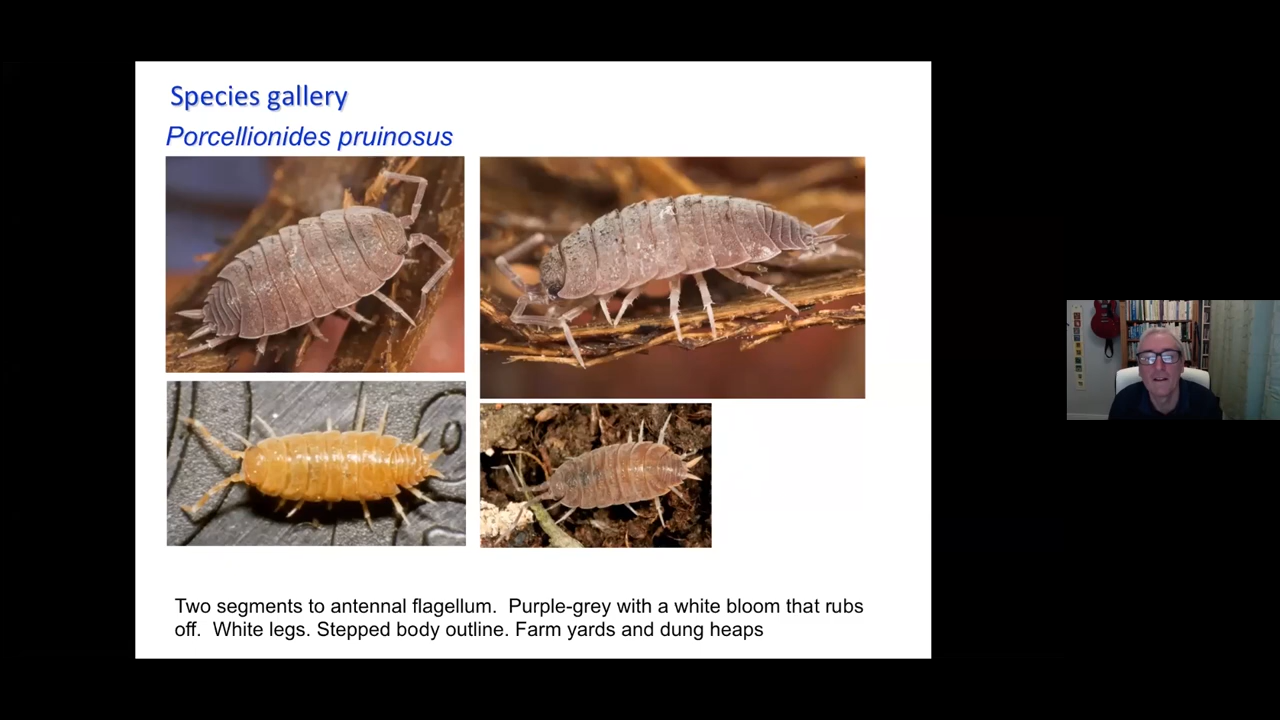 Species gallery
Porcellionides pruinosus
Two segments to antennal flagellum.  Purple-grey with a white bloom that rubs
off.  White legs. Stepped body outline. Farm yards and dung heaps